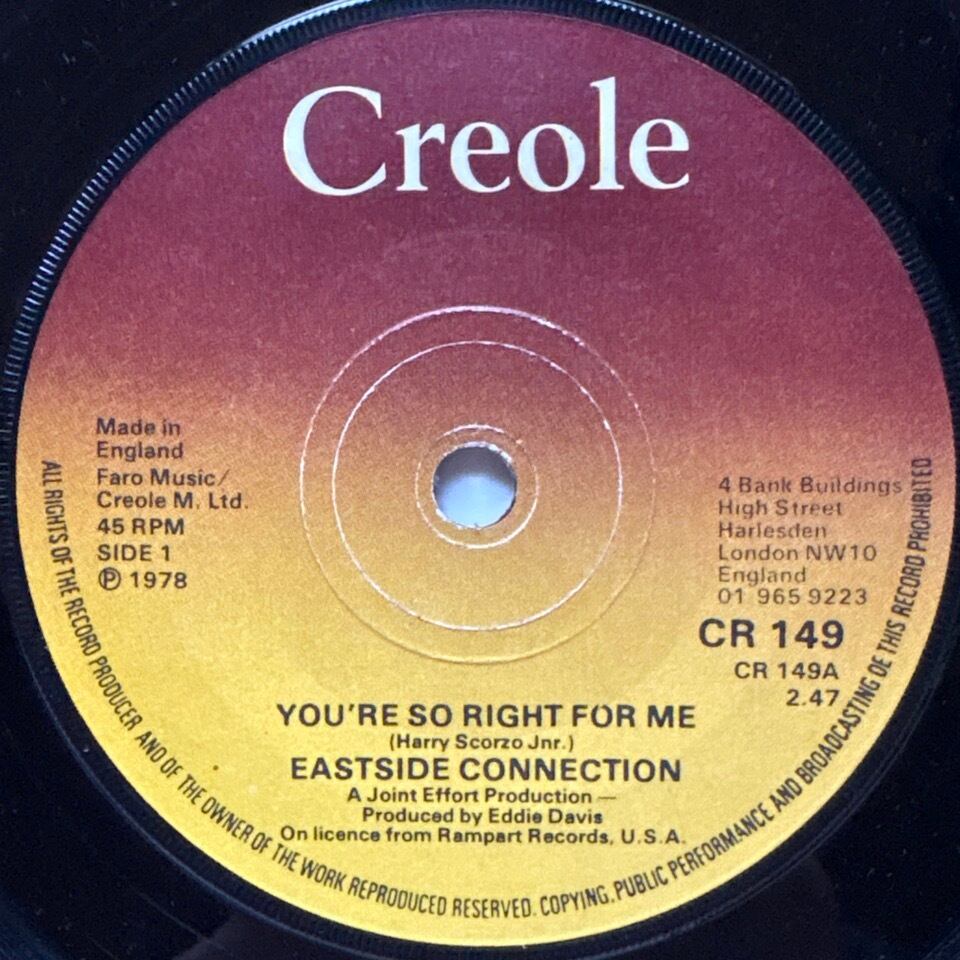 Creole
Made in
England
Faro Music/
Creole M. Ltd.
45 RPM
SIDE 1
℗ 1978
4 Bank Buildings
High Street
Harlesden
London NW10
England
01 965 9223
CR 149
CR 149A
2.47
YOU'RE SO RIGHT FOR ME
(Harry Scorzo Jnr.)
EASTSIDE CONNECTION
A Joint Effort Production —
Produced by Eddie Davis
On licence from Rampart Records, U.S.A.
ALL RIGHTS OF THE RECORD PRODUCER AND OF THE OWNER OF THE WORK REPRODUCED RESERVED. COPYING, PUBLIC PERFORMANCE AND BROADCASTING OE THIS RECORD PROHIBITED